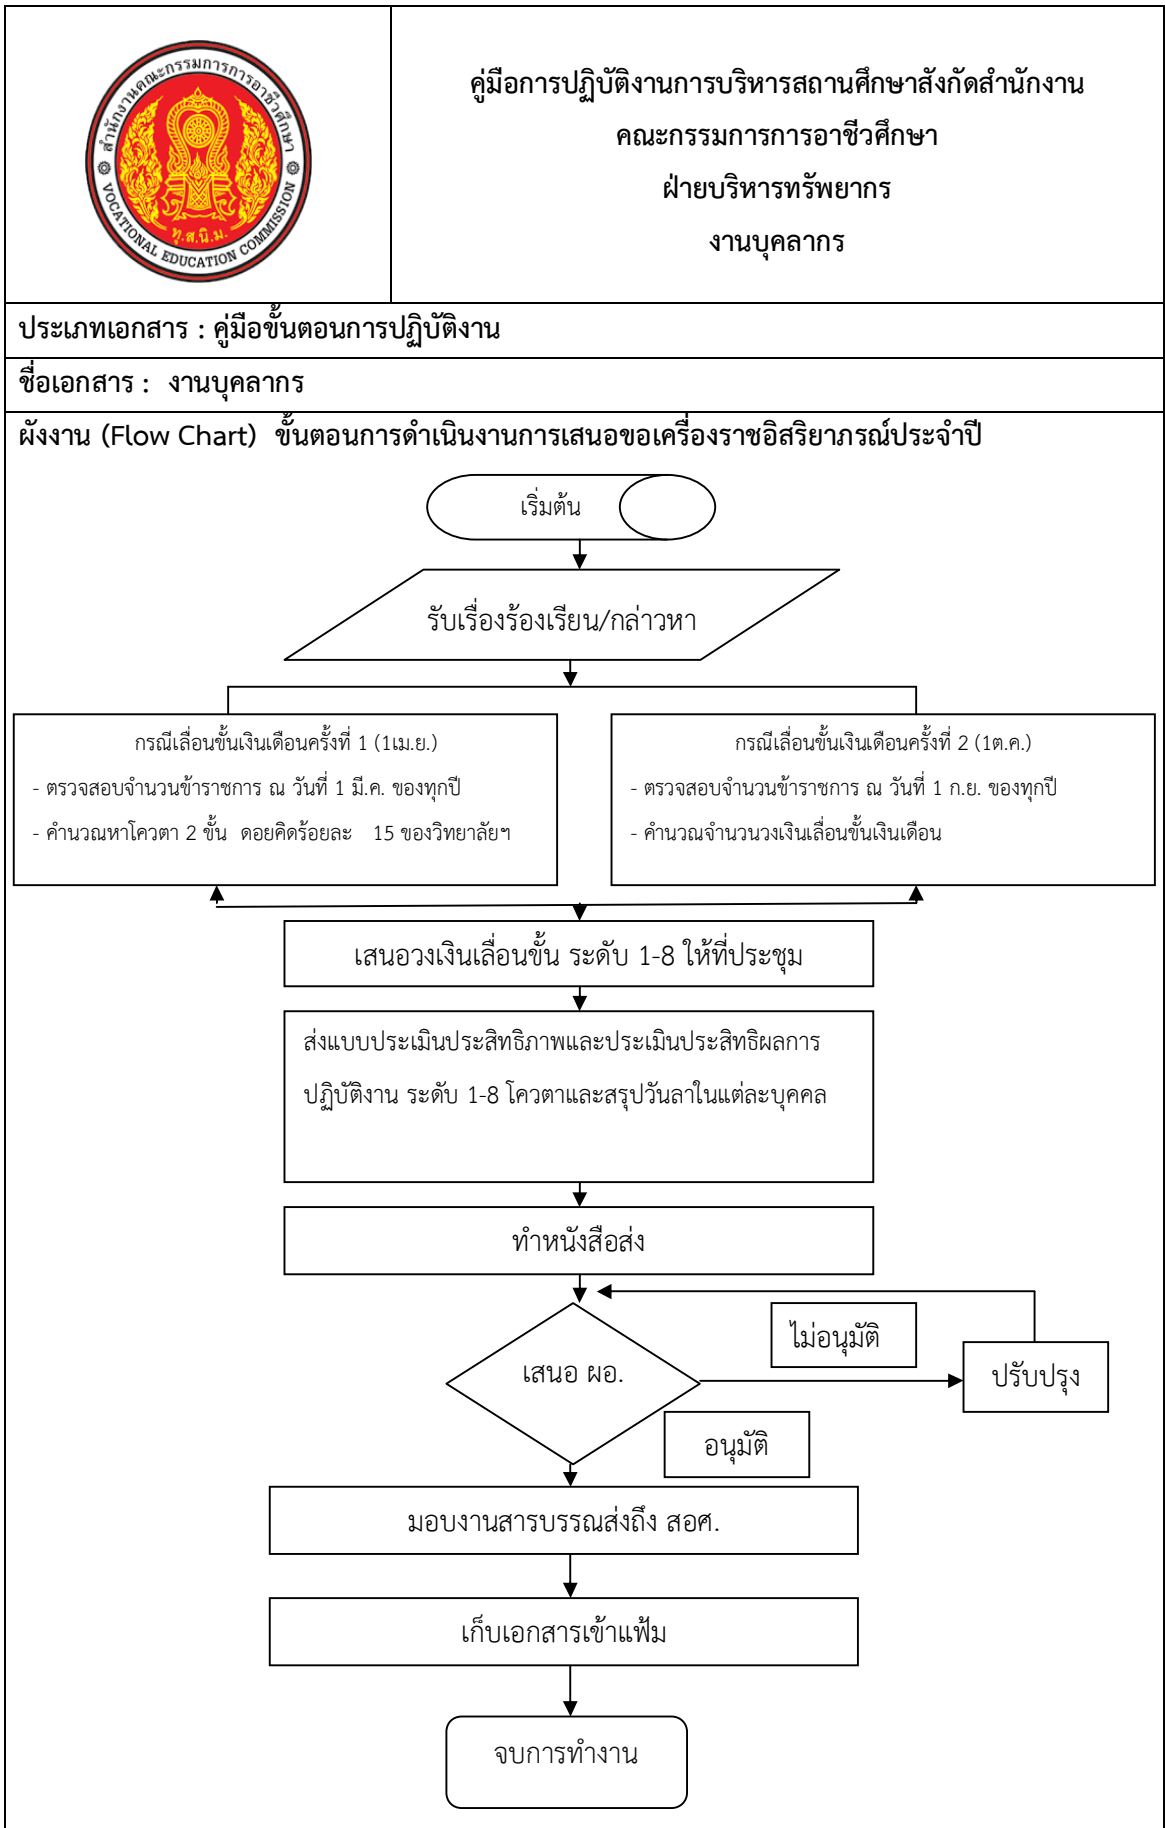 สำนักงานคณะกรรมการการอาชีวศึกษา
VOCATIONAL EDUCATION COMMISSION
ทุ.ส.นิ.ม.
คู่มือการปฏิบัติงานการบริหารสถานศึกษาสังกัดสำนักงาน
คณะกรรมการการอาชีวศึกษา
ฝ่ายบริหารทรัพยากร
งานบุคลากร
ประเภทเอกสาร : คู่มือขั้นตอนการปฏิบัติงาน
ชื่อเอกสาร : งานบุคลากร
ผังงาน (Flow Chart) ขั้นตอนการดำเนินงานการเสนอขอเครื่องราชอิสริยาภรณ์ประจำปี
เริ่มต้น
รับเรื่องร้องเรียน/กล่าวหา
กรณีเลื่อนขั้นเงินเดือนครั้งที่ 1 (1เม.ย.)
- ตรวจสอบจำนวนข้าราชการ ณ วันที่ 1 มี.ค. ของทุกปี
- คำนวณหาโควตา 2 ขั้น ดอยคิดร้อยละ 15 ของวิทยาลัยฯ
กรณีเลื่อนขั้นเงินเดือนครั้งที่ 2 (1ต.ค.)
- ตรวจสอบจำนวนข้าราชการ ณ วันที่ 1 ก.ย. ของทุกปี
- คำนวณจำนวนวงเงินเลื่อนขั้นเงินเดือน
เสนอวงเงินเลื่อนขั้น ระดับ 1-8 ให้ที่ประชุม
ส่งแบบประเมินประสิทธิภาพและประเมินประสิทธิผลการ
ปฏิบัติงาน ระดับ 1-8 โควตาและสรุปวันลาในแต่ละบุคคล
ทำหนังสือส่ง
ไม่อนุมัติ
เสนอ ผอ.
ปรับปรุง
อนุมัติ
มอบงานสารบรรณส่งถึง สอศ.
เก็บเอกสารเข้าแฟ้ม
จบการทำงาน